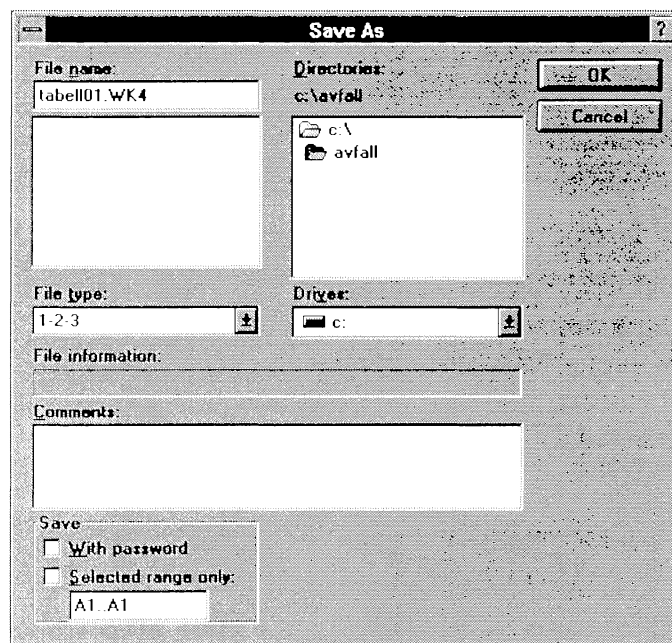 Save As
?
File name:
tabell01.WK4
Directories:
c:\avfall
OK
Cancel
c:\
avfall
File type:
1-2-3
Drives:
c:
File information:
Comments:
Save
With password
Selected range only:
A1..A1